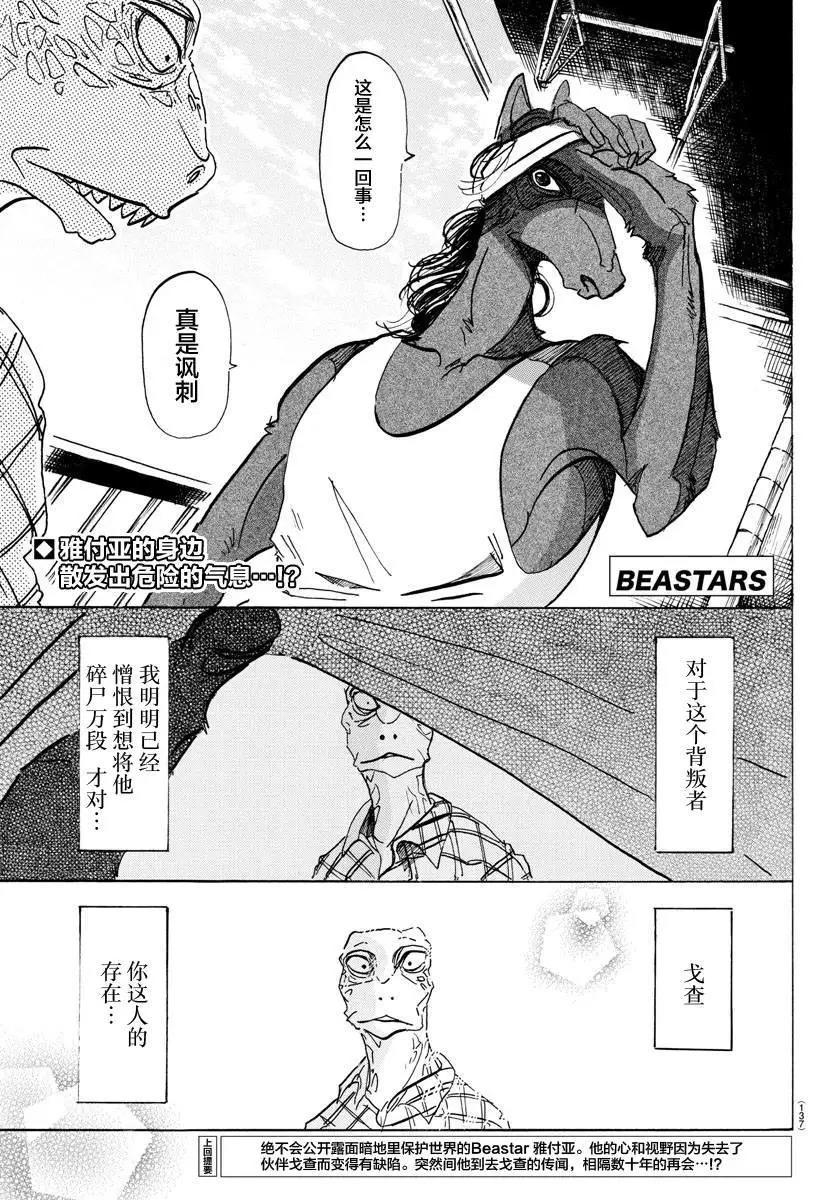 这是怎么一回事…
真是讽刺
◆雅付亚的身边
散发出危险的气息…!?
BEASTARS
对于这个背叛者
我明明已经
憎恨到想将他
碎尸万段 才对…
戈查
你这人的
存在…
(137)
上回提要
绝不会公开露面暗地里保护世界的Beastar 雅付亚。他的心和视野因为失去了
伙伴戈查而变得有缺陷。突然间他到去戈查的传闻，相隔数十年的再会…!?